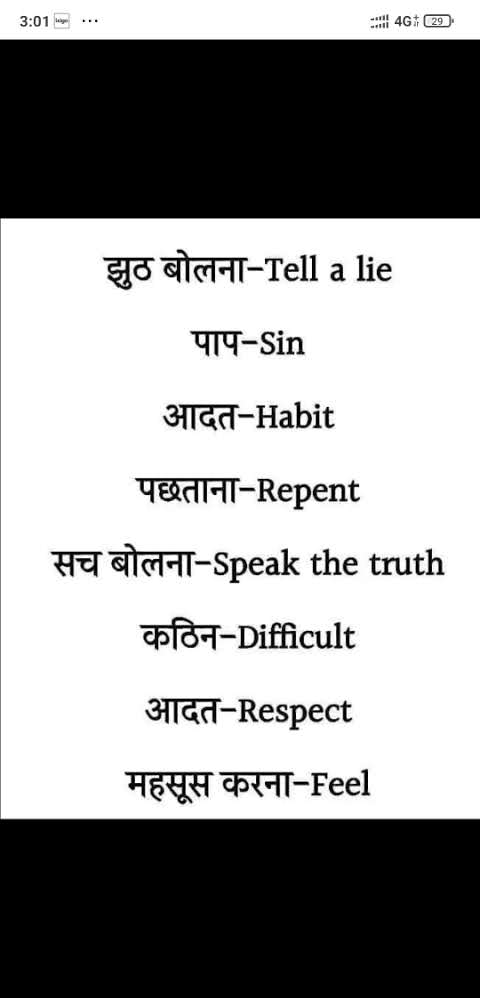 3:01 ... 4G 29
झुठ बोलना-Tell a lie
पाप-Sin
आदत-Habit
पछताना-Repent
सच बोलना-Speak the truth
कठिन-Difficult
आदत-Respect
महसूस करना-Feel